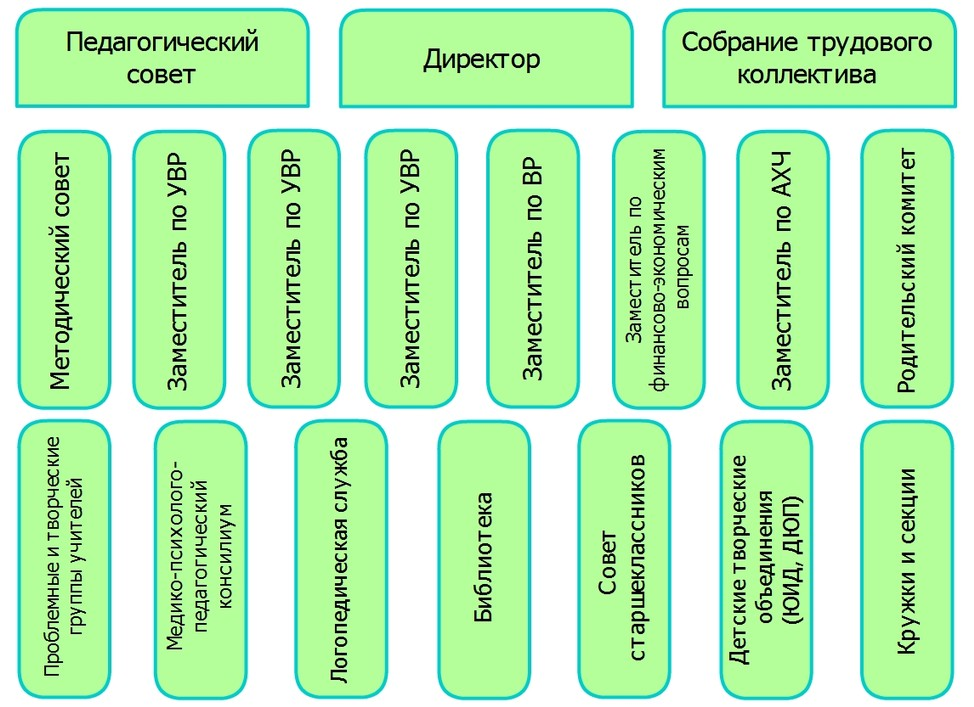 Педагогический
совет
Директор
Собрание трудового
коллектива
Методический совет
Заместитель по УВР
Заместитель по УВР
Заместитель по УВР
Заместитель по ВР
Заместитель по
финансово-экономическим
вопросам
Заместитель по АХЧ
Родительский комитет
Проблемные и творческие
группы учителей
Медико-психолого-
педагогический
консилиум
Логопедическая служба
Библиотека
Совет
старшеклассников
Детские творческие
объединения
(ЮИД, ДЮП)
Кружки и секции